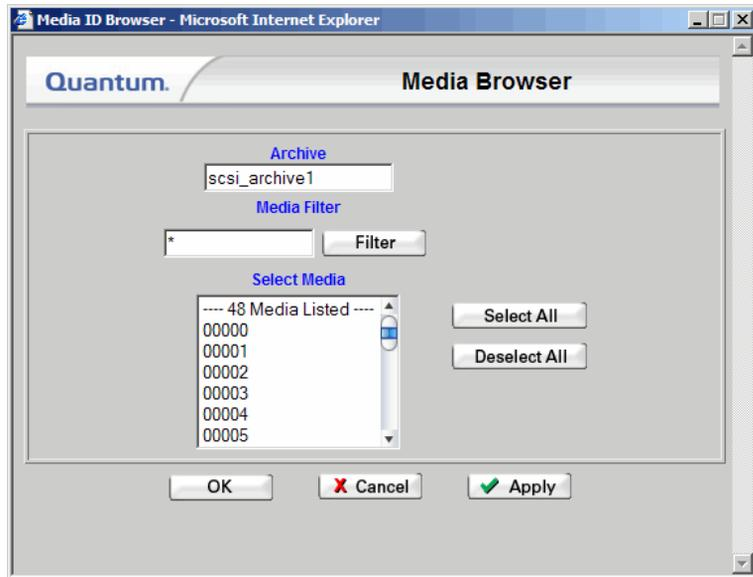 Media ID Browser - Microsoft Internet Explorer
Quantum.
Media Browser
Archive
scsi_archive1
Media Filter
*
Filter
Select Media
---- 48 Media Listed ----
00000
00001
00002
00003
00004
00005
Select All
Deselect All
OK
Cancel
Apply